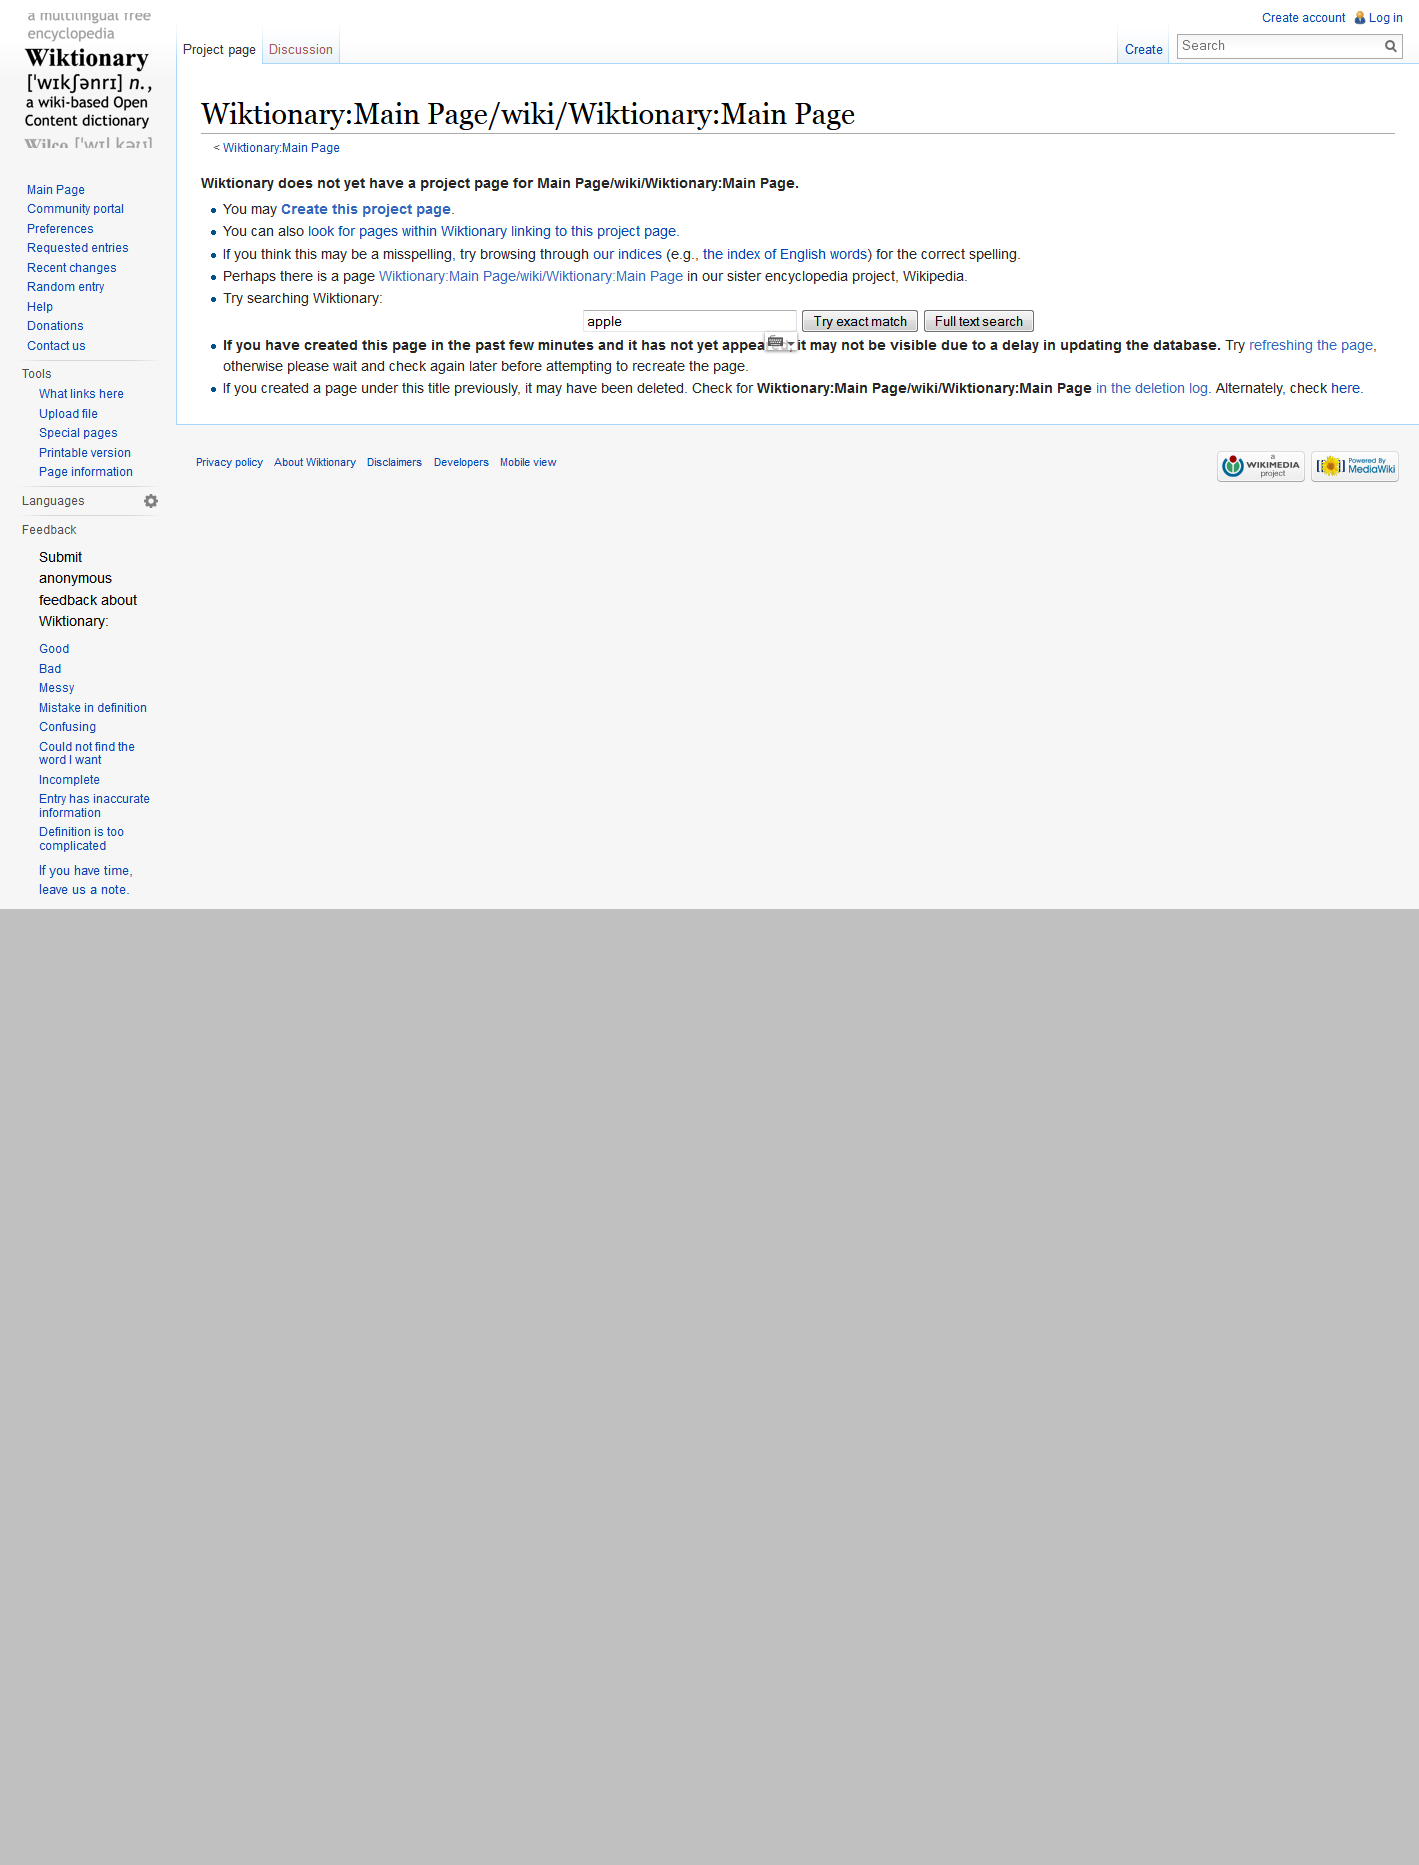 a multilingual free
encyclopedia
Wiktionary
['wɪkʃənrɪ] n.,
a wiki-based Open
Content dictionary
Wilco ['wɪl kəʊ]
Create account Log in
Project page Discussion Create Search
Wiktionary:Main Page/wiki/Wiktionary:Main Page
< Wiktionary:Main Page
Wiktionary does not yet have a project page for Main Page/wiki/Wiktionary:Main Page.
You may Create this project page.
You can also look for pages within Wiktionary linking to this project page.
If you think this may be a misspelling, try browsing through our indices (e.g., the index of English words) for the correct spelling.
Perhaps there is a page Wiktionary:Main Page/wiki/Wiktionary:Main Page in our sister encyclopedia project, Wikipedia.
Try searching Wiktionary:
apple Try exact match Full text search
If you have created this page in the past few minutes and it has not yet appea it may not be visible due to a delay in updating the database. Try refreshing the page,
otherwise please wait and check again later before attempting to recreate the page.
If you created a page under this title previously, it may have been deleted. Check for Wiktionary:Main Page/wiki/Wiktionary:Main Page in the deletion log. Alternately, check here.
Privacy policy About Wiktionary Disclaimers Developers Mobile view
a
WIKIMEDIA
project
Powered By
MediaWiki
Main Page
Community portal
Preferences
Requested entries
Recent changes
Random entry
Help
Donations
Contact us
Tools
What links here
Upload file
Special pages
Printable version
Page information
Languages
Feedback
Submit
anonymous
feedback about
Wiktionary:
Good
Bad
Messy
Mistake in definition
Confusing
Could not find the
word I want
Incomplete
Entry has inaccurate
information
Definition is too
complicated
If you have time,
leave us a note.